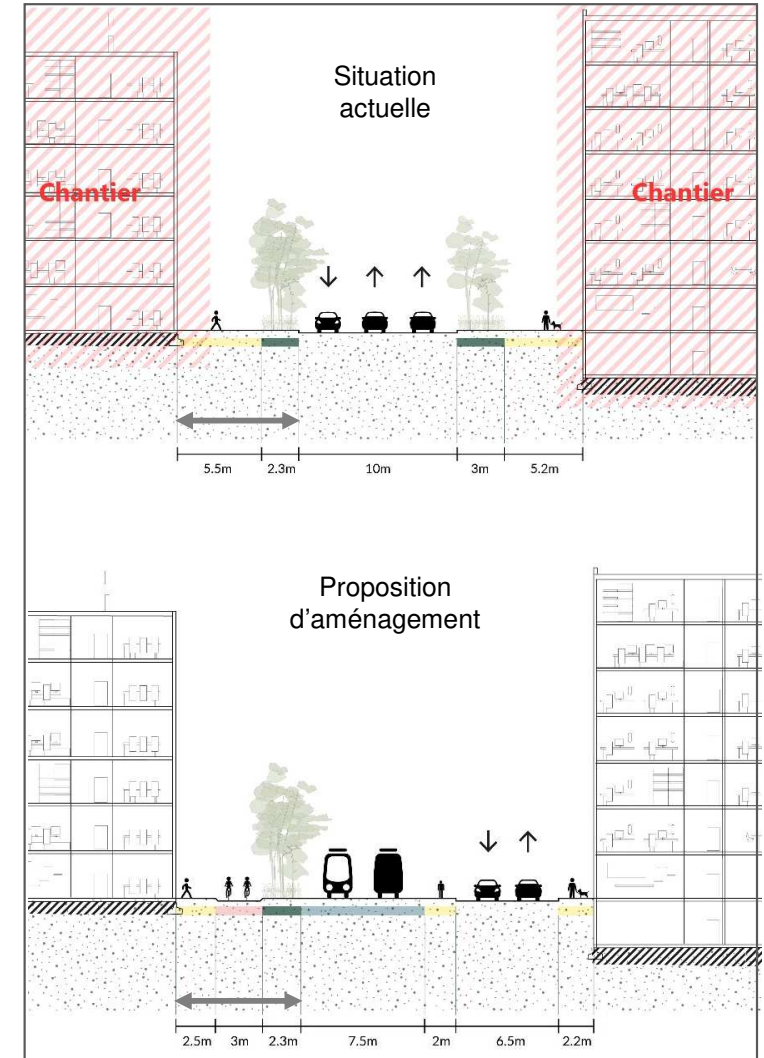 Situation
actuelle
Chantier
Chantier
5.5m 2.3m 10m 3m 5.2m
Proposition
d'aménagement
2.5m 3m 2.3m 7.5m 2m 6.5m 2.2m